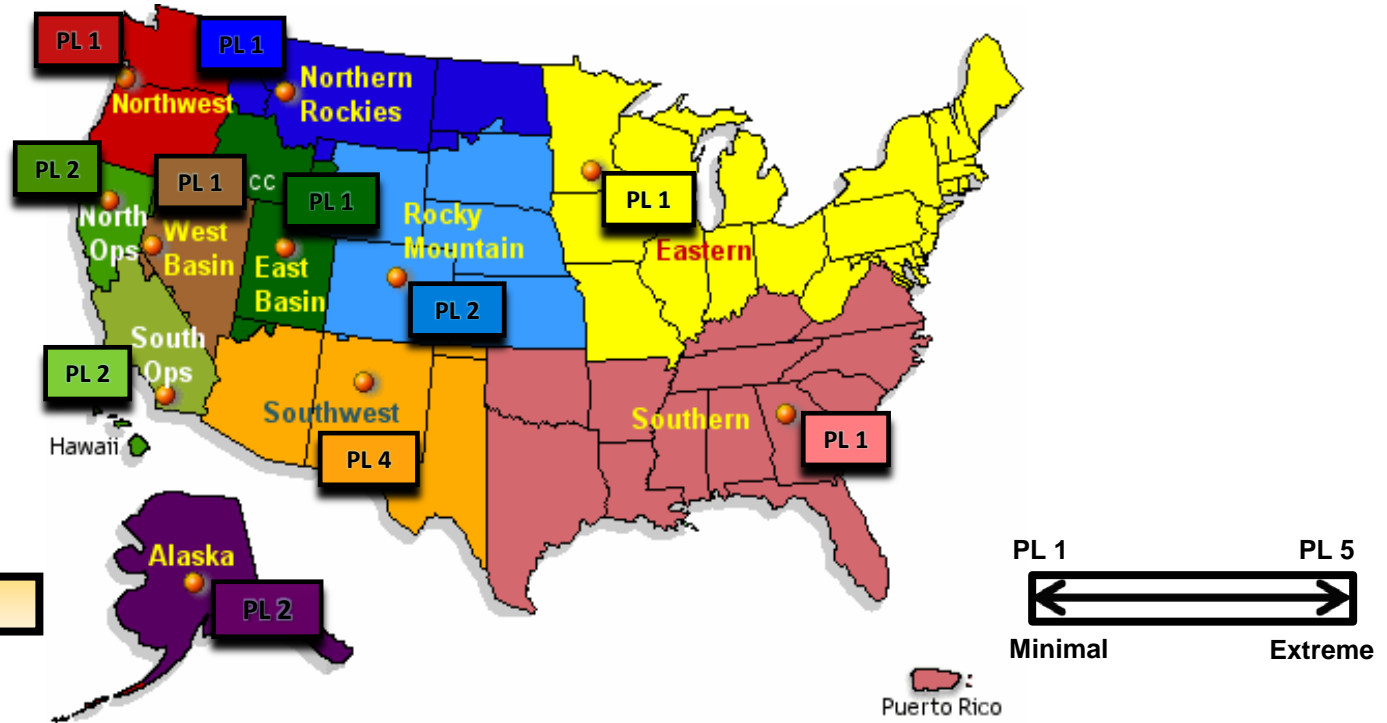 PL 1
PL 1
Northern
Rockies
Northwest
PL 2
PL 1
CC
PL 1
PL 1
North
Ops
West
Basin
Rocky
Mountain
Eastern
East
Basin
PL 2
South
Ops
PL 2
Southwest
Southern
Hawaii
PL 4
PL 1
Alaska
PL 2
PL 1
PL 5
Minimal
Extreme
:
Puerto Rico